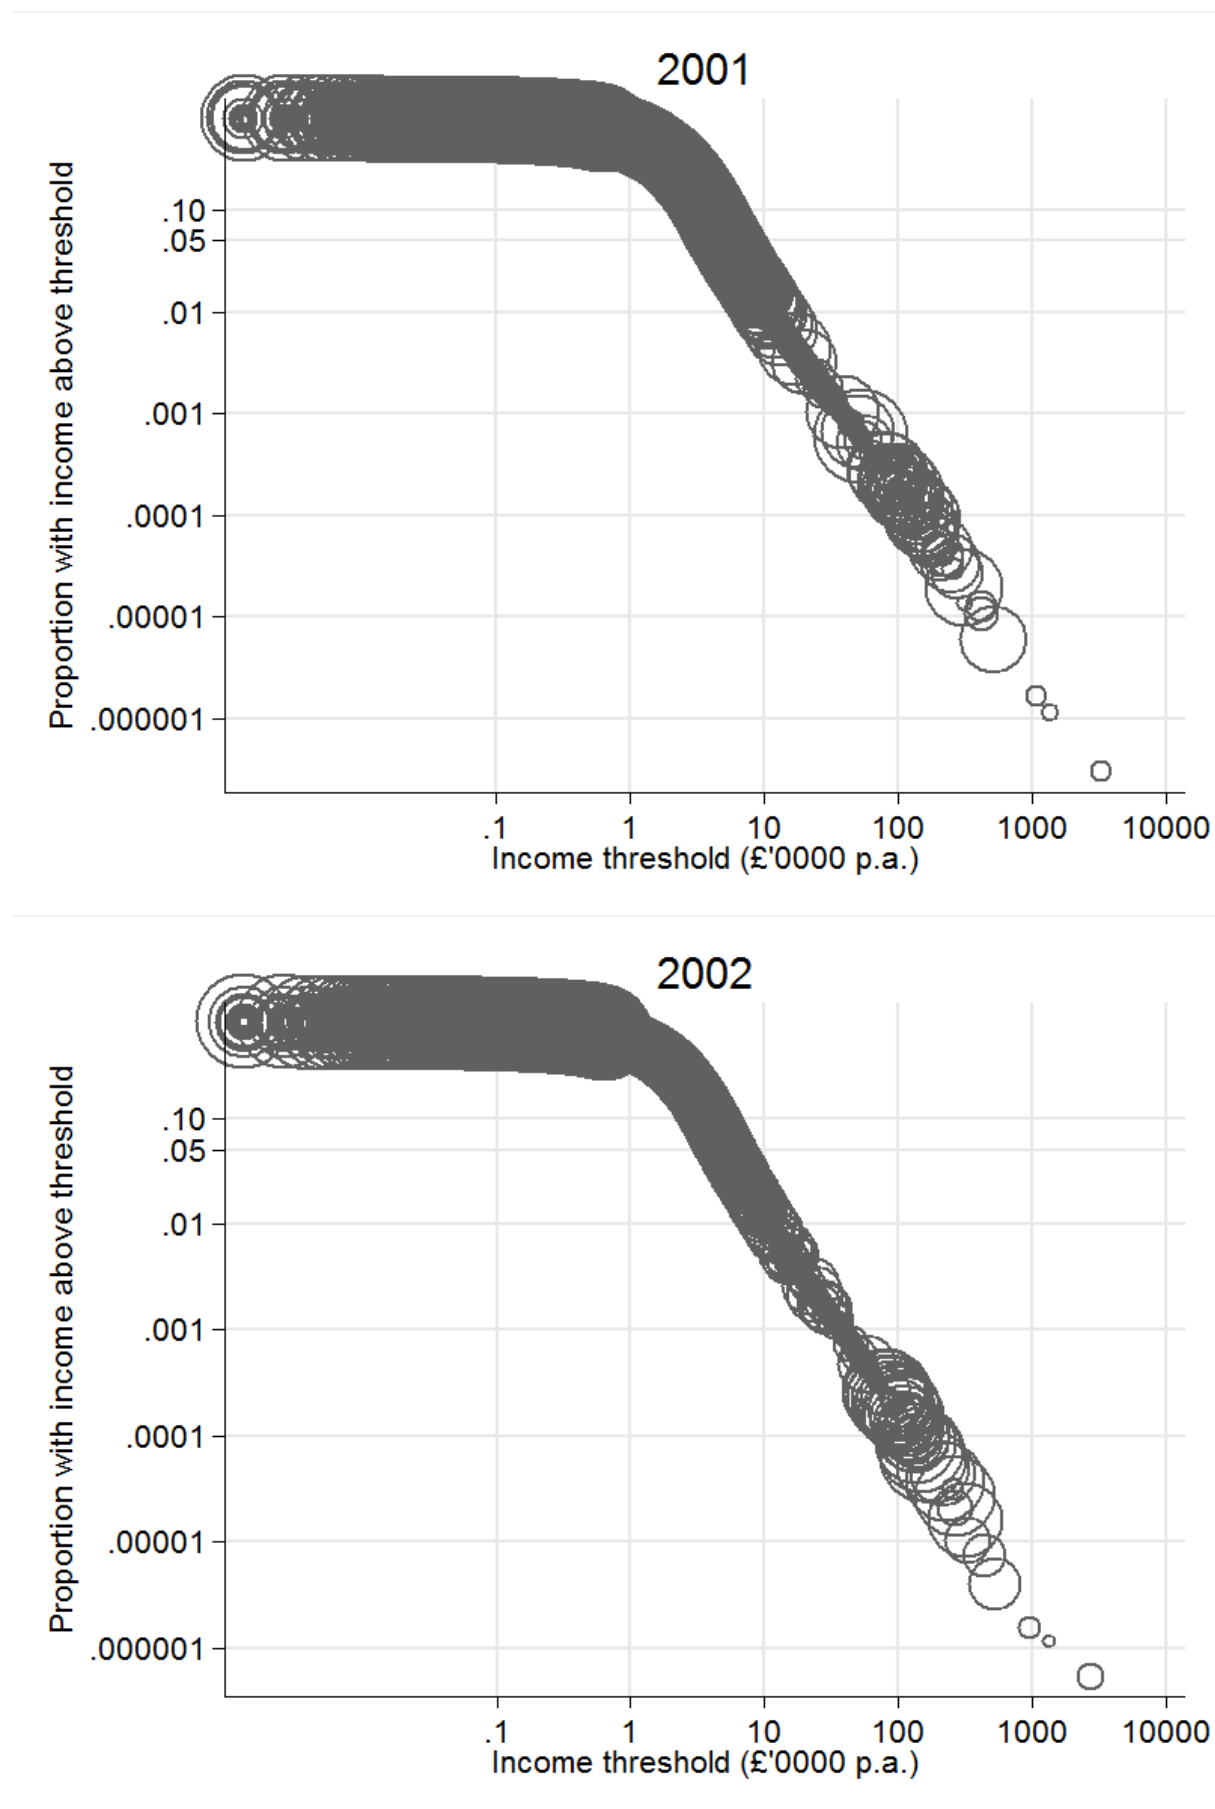 2001
Proportion with income above threshold
.10
.05
.01
.001
.0001
.00001
.000001
.1 1 10 100 1000 10000
Income threshold (£'0000 p.a.)
2002
Proportion with income above threshold
.10
.05
.01
.001
.0001
.00001
.000001
.1 1 10 100 1000 10000
Income threshold (£'0000 p.a.)